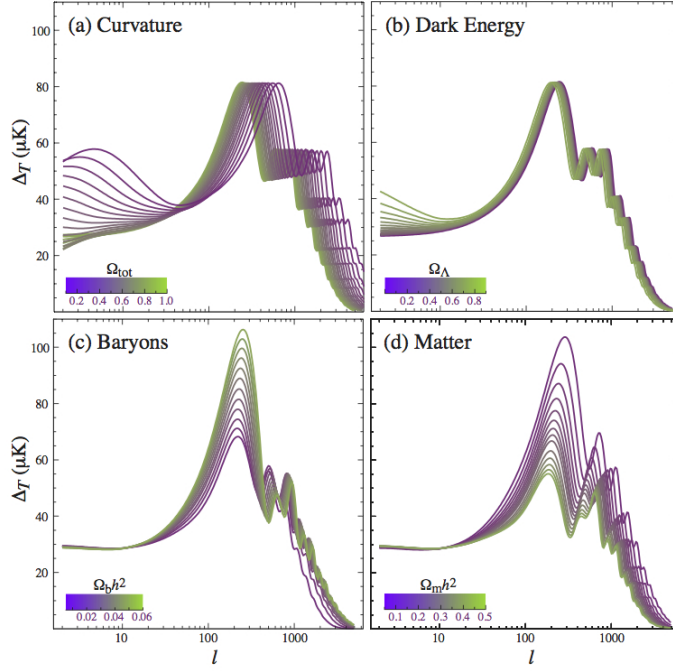 (a) Curvature
(b) Dark Energy
100
80
60
40
20
Δ_T (μK)
Ω_tot
0.2 0.4 0.6 0.8 1.0
Ω_Λ
0.2 0.4 0.6 0.8
(c) Baryons
(d) Matter
100
80
60
40
20
Δ_T (μK)
Ω_b h²
0.02 0.04 0.06
Ω_m h²
0.1 0.2 0.3 0.4 0.5
10 100 1000
10 100 1000
l
l